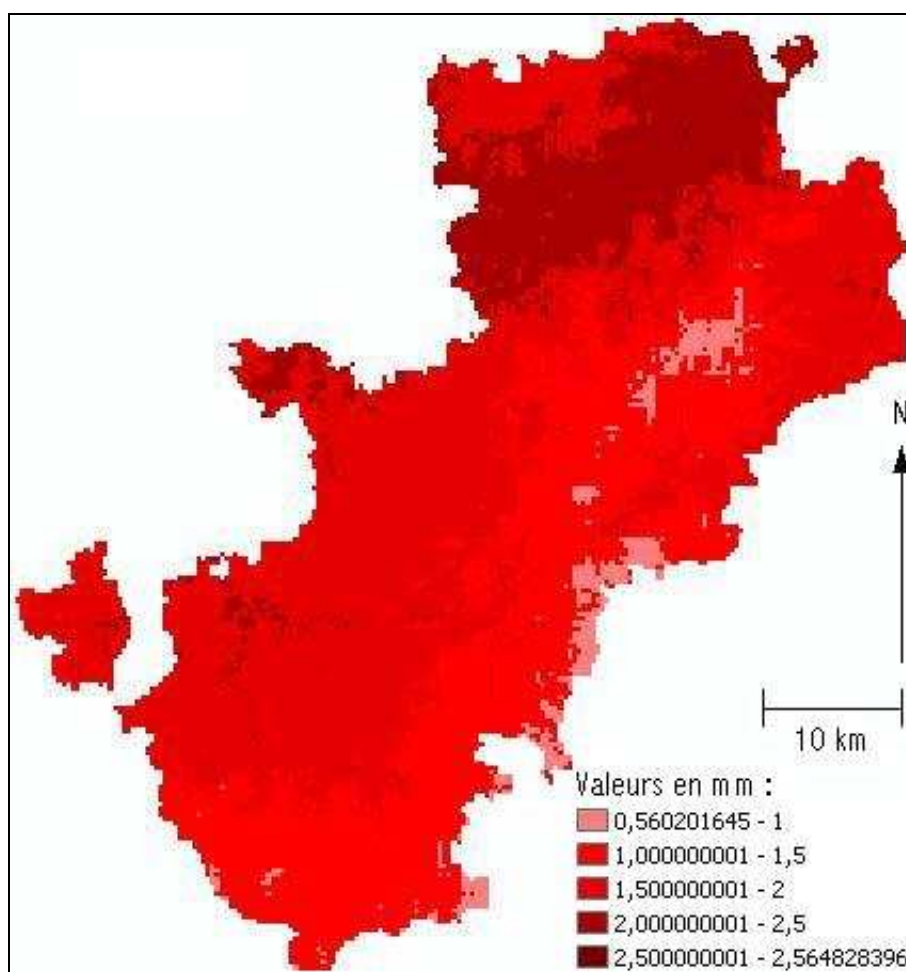 N
10 km
Valeurs en mm :
0,560201645 - 1
1,000000001 - 1,5
1,500000001 - 2
2,000000001 - 2,5
2,500000001 - 2,564828396